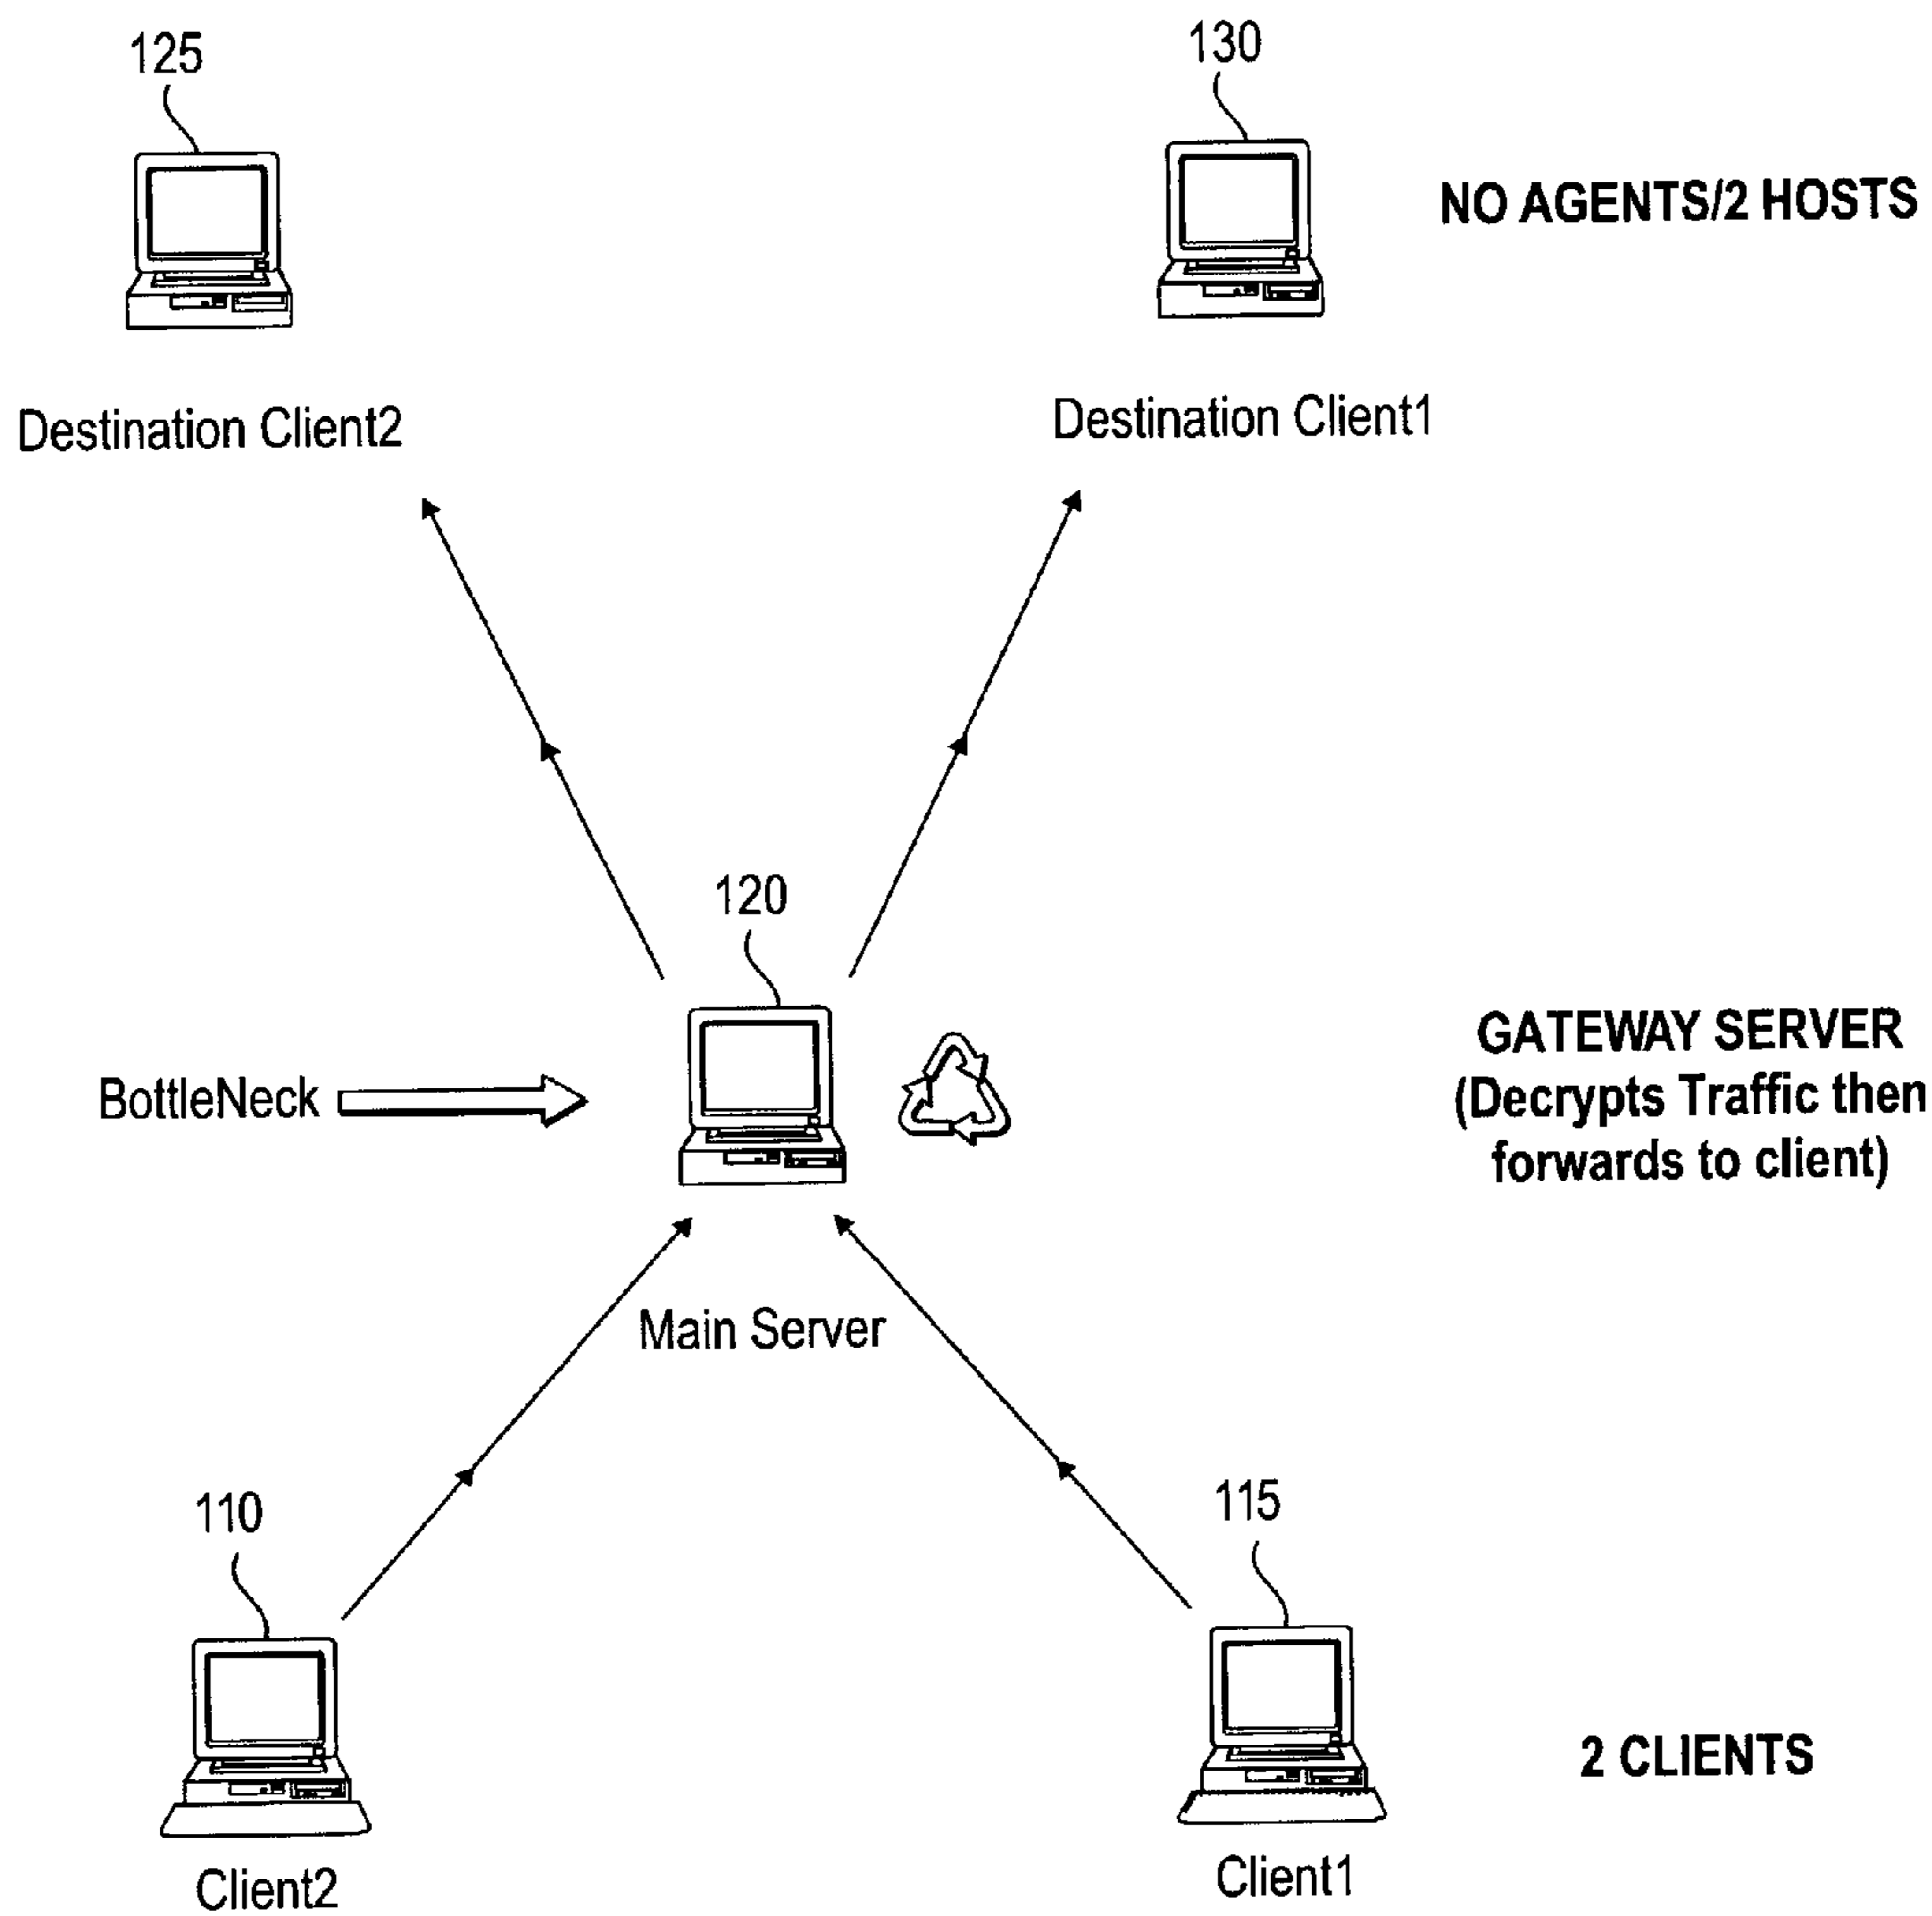 125
130
NO AGENTS/2 HOSTS
Destination Client2
Destination Client1
120
BottleNeck
GATEWAY SERVER
(Decrypts Traffic then
forwards to client)
Main Server
110
115
2 CLIENTS
Client2
Client1